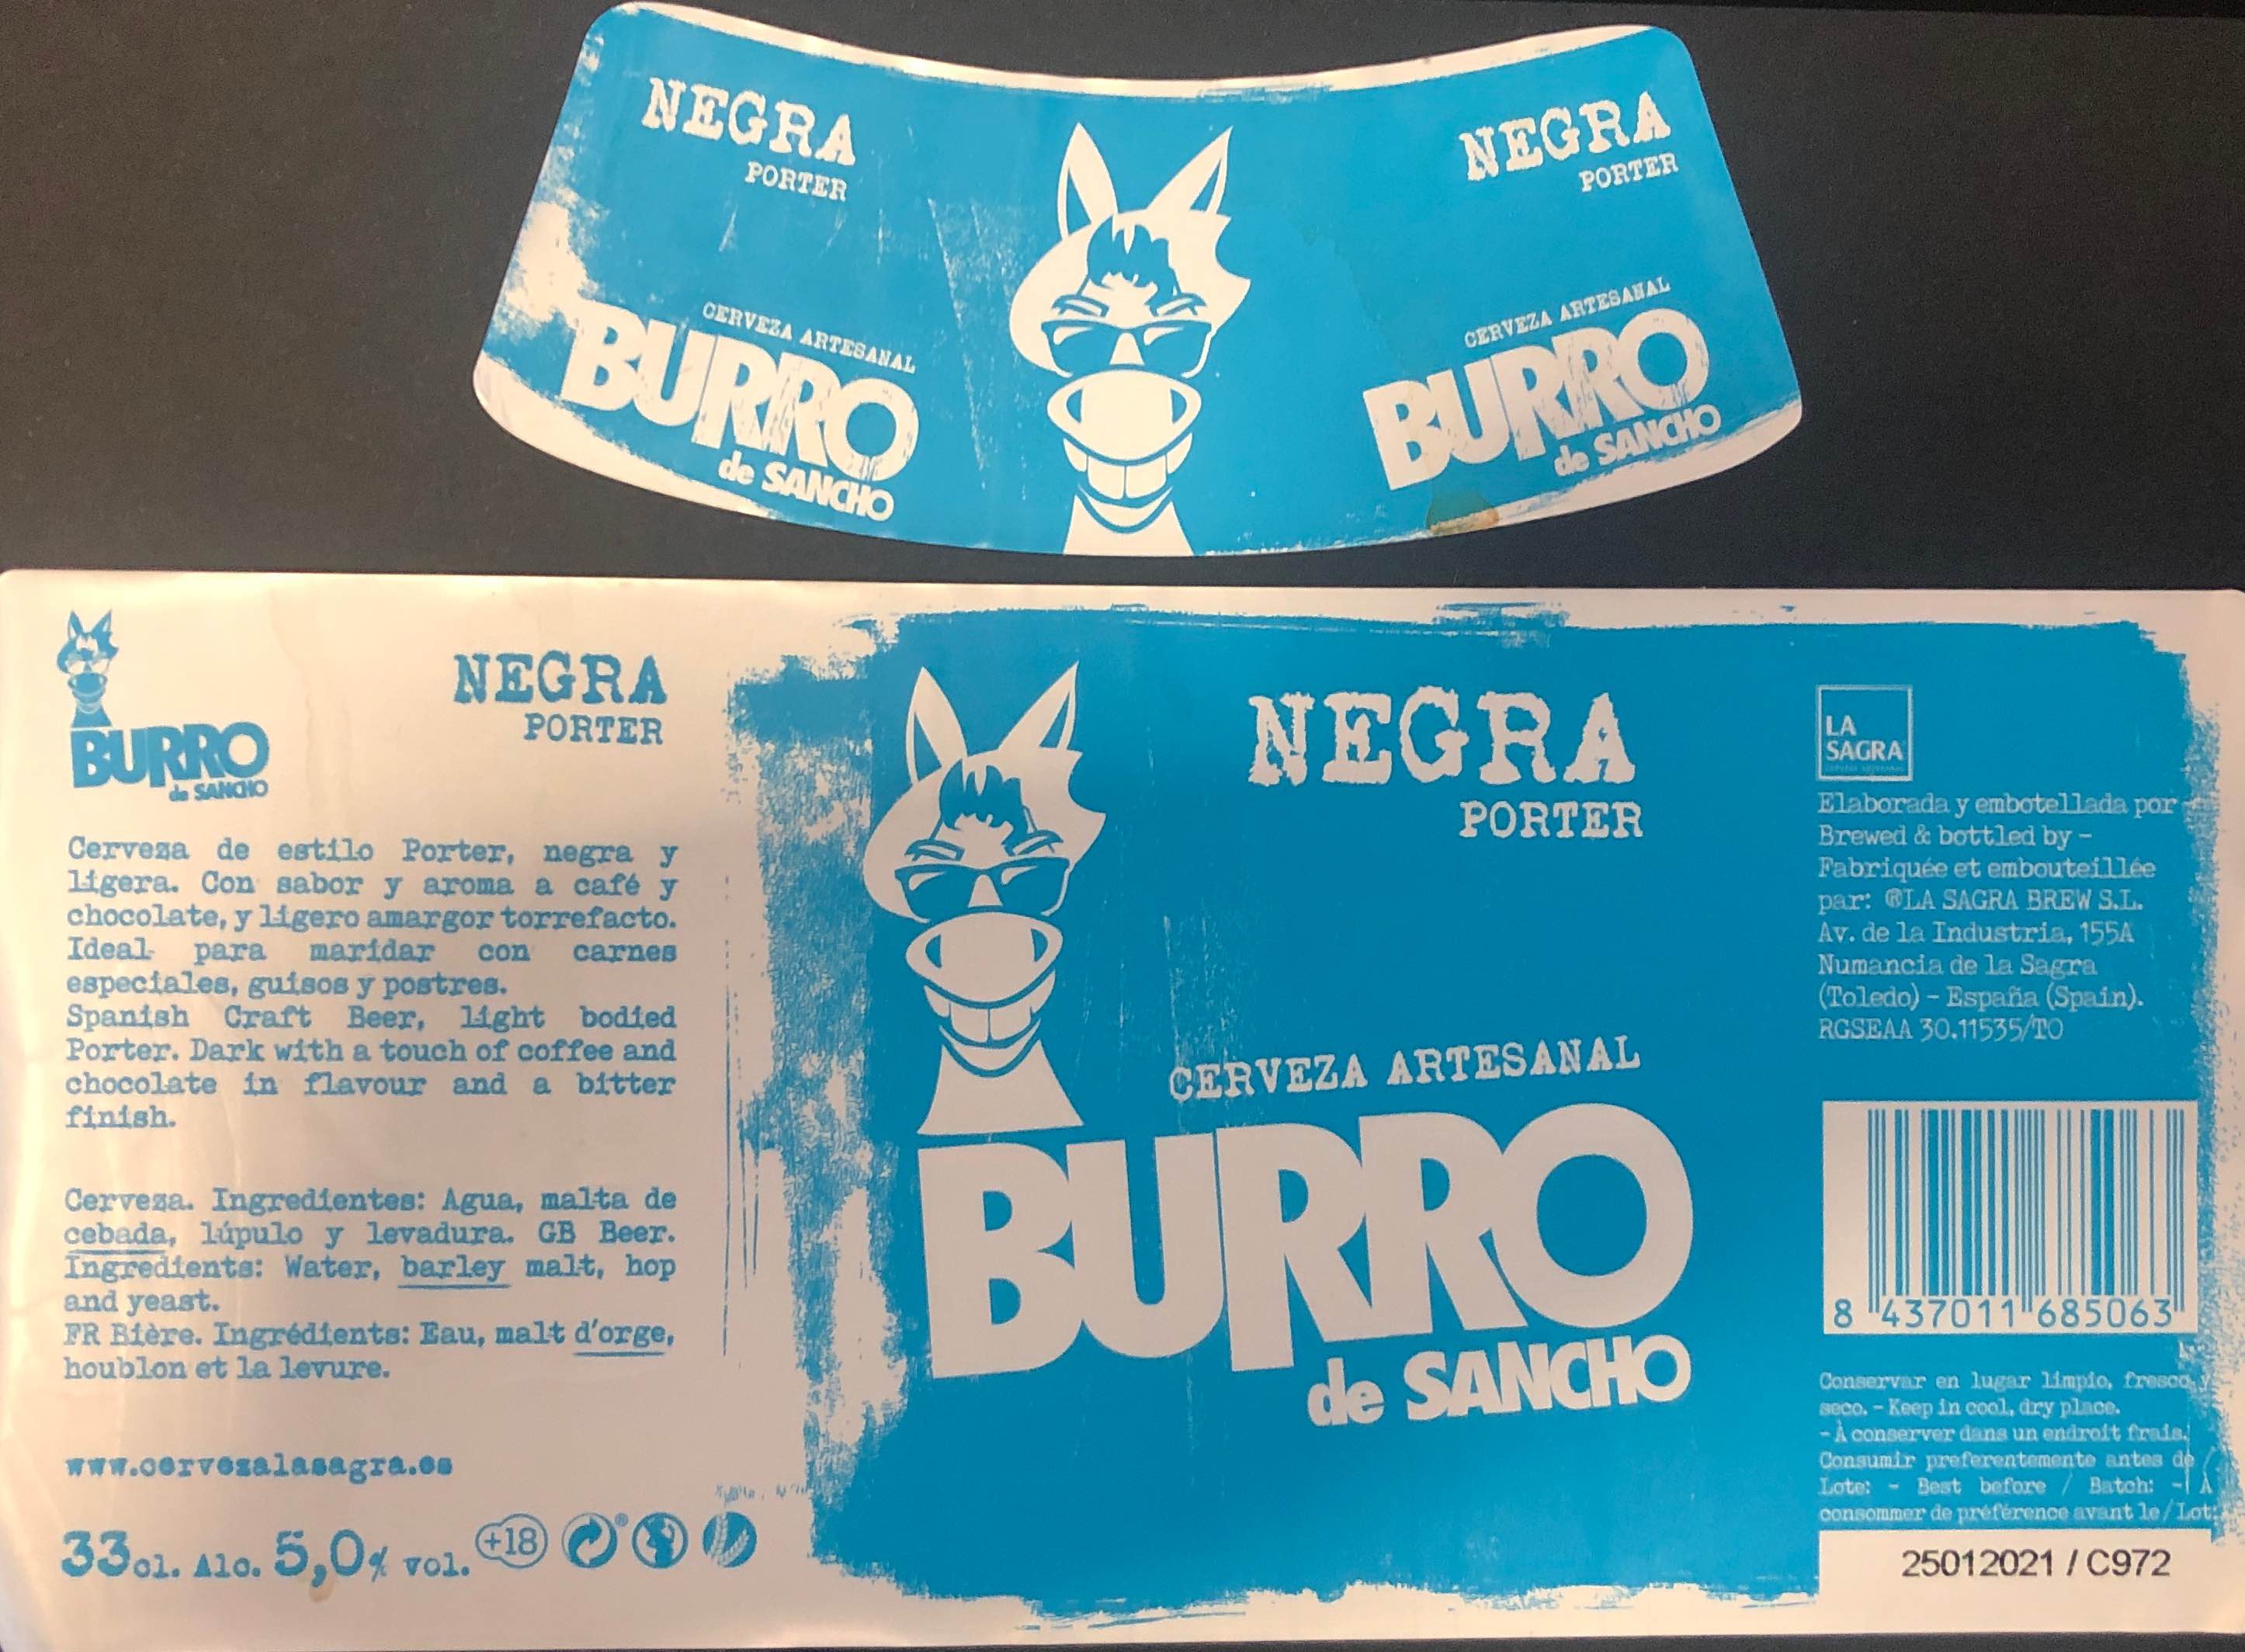 NEGRA
PORTER
CERVEZA ARTESANAL
BURRO
de SANCHO
NEGRA
PORTER
CERVEZA ARTESANAL
BURRO
de SANCHO
BURRO
de SANCHO
NEGRA
PORTER
Cerveza de estilo Porter, negra y
ligera. Con sabor y aroma a café y
chocolate, y ligero amargor torrefacto.
Ideal para maridar con carnes
especiales, guisos y postres.
Spanish Craft Beer, light bodied
Porter. Dark with a touch of coffee and
chocolate in flavour and a bitter
finish.
Cerveza. Ingredientes: Agua, malta de
cebada, lúpulo y levadura. GB Beer.
Ingredients: Water, barley malt, hop
and yeast.
FR Bière. Ingrédients: Eau, malt d'orge,
houblon et la levure.
www.cervezalasagra.es
33cl. Alc. 5,0% vol. +18
NEGRA
PORTER
CERVEZA ARTESANAL
BURRO
de SANCHO
LA
SAGRA
Elaborada y embotellada por -
Brewed & bottled by -
Fabriquée et embouteillée
par: ®LA SAGRA BREW S.L.
Av. de la Industria, 155A
Numancia de la Sagra
(Toledo) - España (Spain).
RGSEAA 30.11535/TO
8 437011 685063
Conservar en lugar limpio, fresco y
seco. - Keep in cool, dry place.
- À conserver dans un endroit frais.
Consumir preferentemente antes de /
Lote: - Best before / Batch: - À
consommer de préférence avant le / Lot:
25012021 / C972